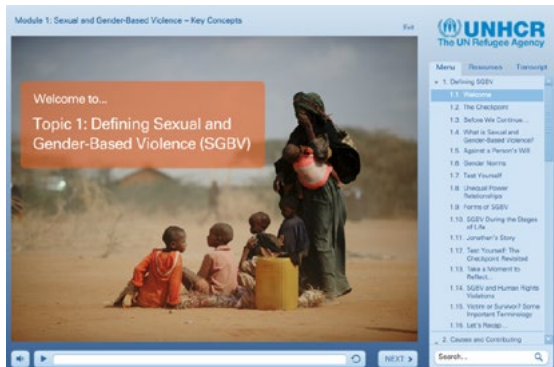 Module 1: Sexual and Gender-Based Violence – Key Concepts
Exit
UNHCR
The UN Refugee Agency
Welcome to...
Topic 1: Defining Sexual and
Gender-Based Violence (SGBV)
Menu
Resources
Transcript
1. Defining SGBV
1.1. Welcome
1.2. The Checkpoint
1.3. Before We Continue...
1.4. What is Sexual and
Gender-Based Violence?
1.5. Against a Person's Will
1.6. Gender Norms
1.7. Test Yourself
1.8. Unequal Power
Relationships
1.9. Forms of SGBV
1.10. SGBV During the Stages
of Life
1.11. Jonathan's Story
1.12. Test Yourself: The
Checkpoint Revisited
1.13. Take a Moment to
Reflect...
1.14. SGBV and Human Rights
Violations
1.15. Victim or Survivor? Some
Important Terminology
1.16. Let's Recap...
2. Causes and Contributing
Search...
NEXT >